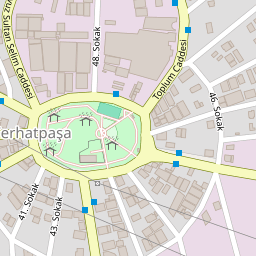 48. Sokak
Sultan Selim Caddesi
Toplum Caddesi
46. Sokak
erhatpaşa
41. Sokak
43. Sokak